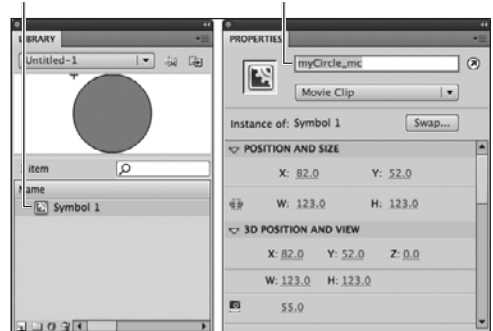 LIBRARY
Untitled-1
item
Name
Symbol 1
PROPERTIES
myCircle_mc
Movie Clip
Instance of: Symbol 1
Swap...
POSITION AND SIZE
X: 82.0 Y: 52.0
W: 123.0 H: 123.0
3D POSITION AND VIEW
X: 82.0 Y: 52.0 Z: 0.0
W: 123.0 H: 123.0
55.0